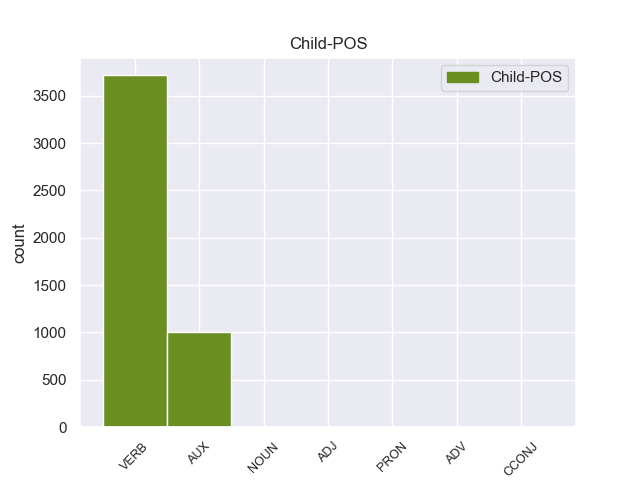 Child-POS
Child-POS
count
3500
3000
2500
2000
1500
1000
500
0
VERB
AUX
NOUN
ADJ
PRON
ADV
CCONJ